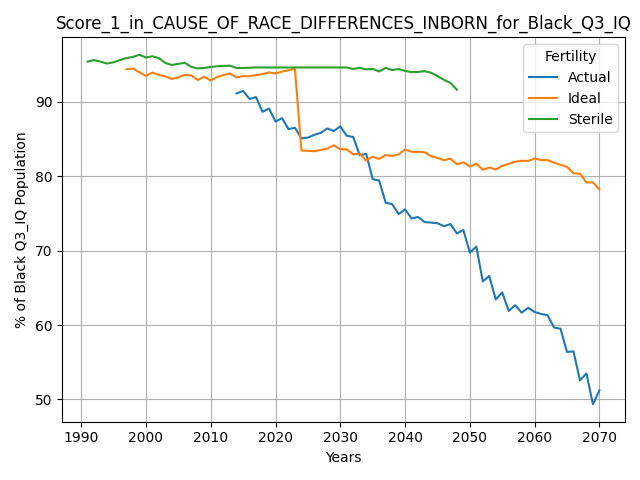 Score_1_in_CAUSE_OF_RACE_DIFFERENCES_INBORN_for_Black_Q3_IQ
Fertility
Actual
Ideal
Sterile
% of Black Q3_IQ Population
90
80
70
60
50
1990 2000 2010 2020 2030 2040 2050 2060 2070
Years